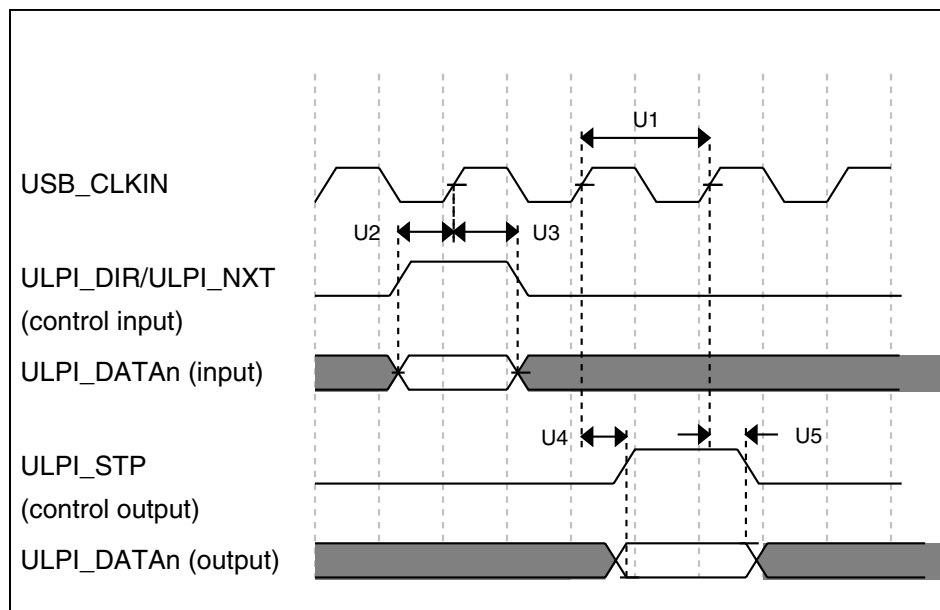 U1
USB_CLKIN
U2
U3
ULPI_DIR/ULPI_NXT
(control input)
ULPI_DATAn (input)
U4
U5
ULPI_STP
(control output)
ULPI_DATAn (output)